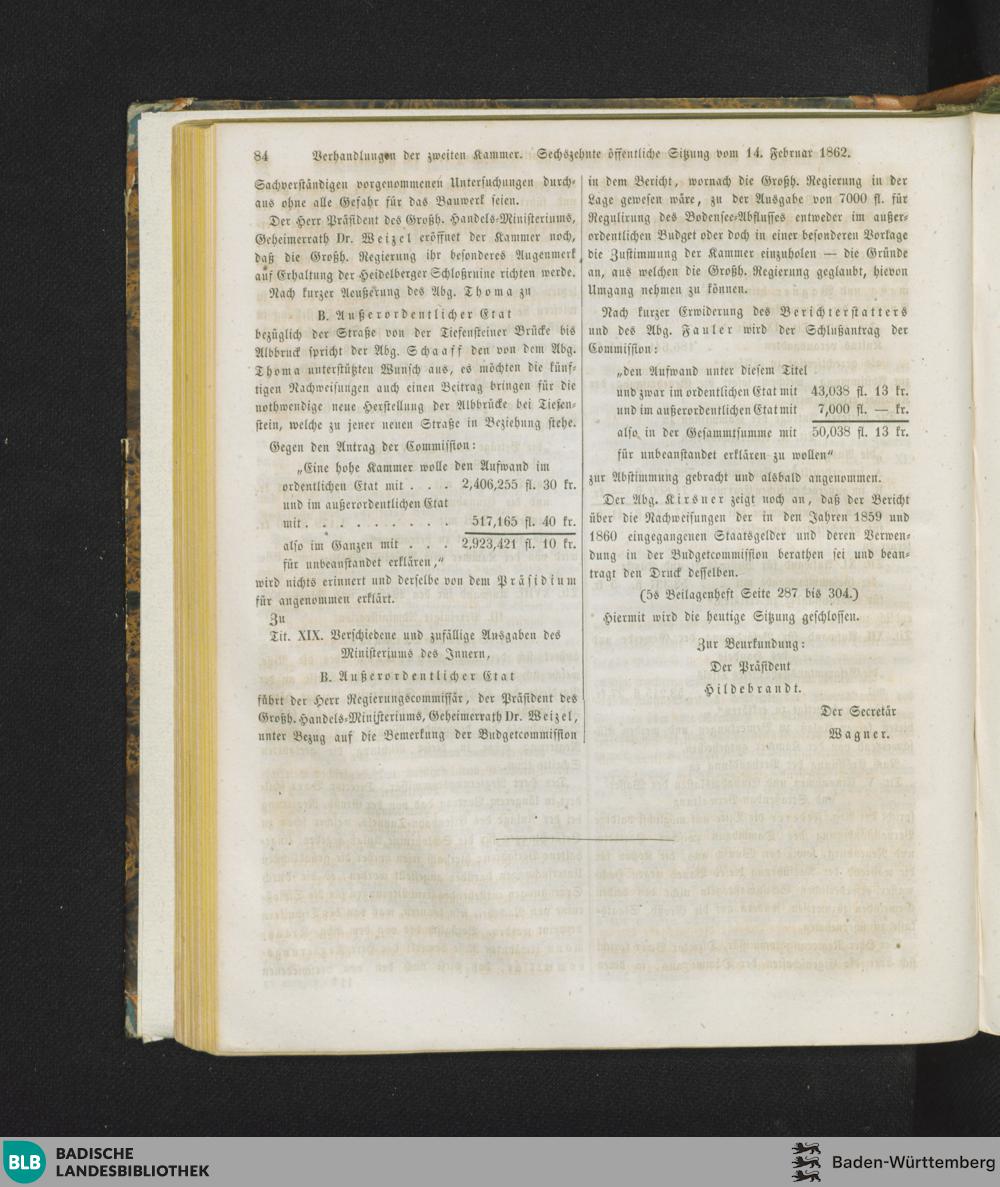 84 Verhandlungen der zweiten Kammer. Sechszehnte öffentliche Sitzung vom 14. Februar 1862.
Sachverständigen vorgenommenen Untersuchungen durch-
aus ohne alle Gefahr für das Bauwerk seien.
Der Herr Präsident des Großh. Handels-Ministeriums,
Geheimerrath Dr. Weizel eröffnet der Kammer noch,
daß die Großh. Regierung ihr besonderes Augenmerk
auf Erhaltung der Heidelberger Schloßruine richten werde.
Nach kurzer Aeußerung des Abg. Thoma zu
B. Außerordentlicher Etat
bezüglich der Straße von der Tiefensteiner Brücke bis
Albbruck spricht der Abg. Schaaff den von dem Abg.
Thoma unterstützten Wunsch aus, es möchten die künf-
tigen Nachweisungen auch einen Beitrag bringen für die
nothwendige neue Herstellung der Albbrücke bei Tiefen-
stein, welche zu jener neuen Straße in Beziehung stehe.
Gegen den Antrag der Commission:
„Eine hohe Kammer wolle den Aufwand im
ordentlichen Etat mit . . . 2,406,255 fl. 30 kr.
und im außerordentlichen Etat
mit . . . . . . . . . 517,165 fl. 40 kr.
also im Ganzen mit . . . 2,923,421 fl. 10 kr.
für unbeanstandet erklären,“
wird nichts erinnert und derselbe von dem Präsidium
für angenommen erklärt.
Zu
Tit. XIX. Verschiedene und zufällige Ausgaben des
Ministeriums des Innern,
B. Außerordentlicher Etat
führt der Herr Regierungscommissär, der Präsident des
Großh. Handels-Ministeriums, Geheimerrath Dr. Weizel,
unter Bezug auf die Bemerkung der Budgetcommission
in dem Bericht, wornach die Großh. Regierung in der
Lage gewesen wäre, zu der Ausgabe von 7000 fl. für
Regulirung des Bodensee-Abflusses entweder im außer-
ordentlichen Budget oder doch in einer besonderen Vorlage
die Zustimmung der Kammer einzuholen — die Gründe
an, aus welchen die Großh. Regierung geglaubt, hievon
Umgang nehmen zu können.
Nach kurzer Erwiderung des Berichterstatters
und des Abg. Fauler wird der Schlußantrag der
Commission:
„den Aufwand unter diesem Titel
und zwar im ordentlichen Etat mit 43,038 fl. 13 kr.
und im außerordentlichen Etat mit 7,000 fl. — kr.
also in der Gesammtsumme mit 50,038 fl. 13 kr.
für unbeanstandet erklären zu wollen“
zur Abstimmung gebracht und alsbald angenommen.
Der Abg. Kirsner zeigt noch an, daß der Bericht
über die Nachweisungen der in den Jahren 1859 und
1860 eingegangenen Staatsgelder und deren Verwen-
dung in der Budgetcommission berathen sei und bean-
tragt den Druck desselben.
(5s Beilagenheft Seite 287 bis 304.)
Hiermit wird die heutige Sitzung geschlossen.
Zur Beurkundung:
Der Präsident
Hildebrandt.
Der Secretär
Wagner.
BLB BADISCHE
LANDESBIBLIOTHEK
Baden-Württemberg